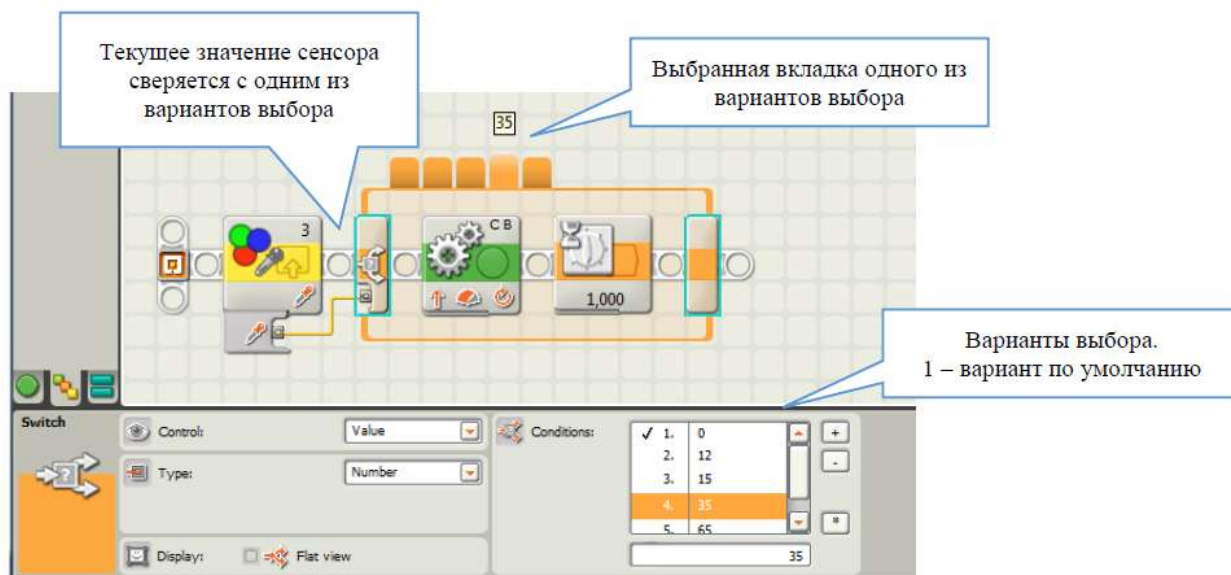 Текущее значение сенсора
сверяется с одним из
вариантов выбора
Выбранная вкладка одного из
вариантов выбора
35
3
C B
1,000
Варианты выбора.
1 – вариант по умолчанию
Switch
Control:
Value
Type:
Number
Display:
Flat view
Conditions:
1. 0
2. 12
3. 15
4. 35
5. 65
35
+
-
*